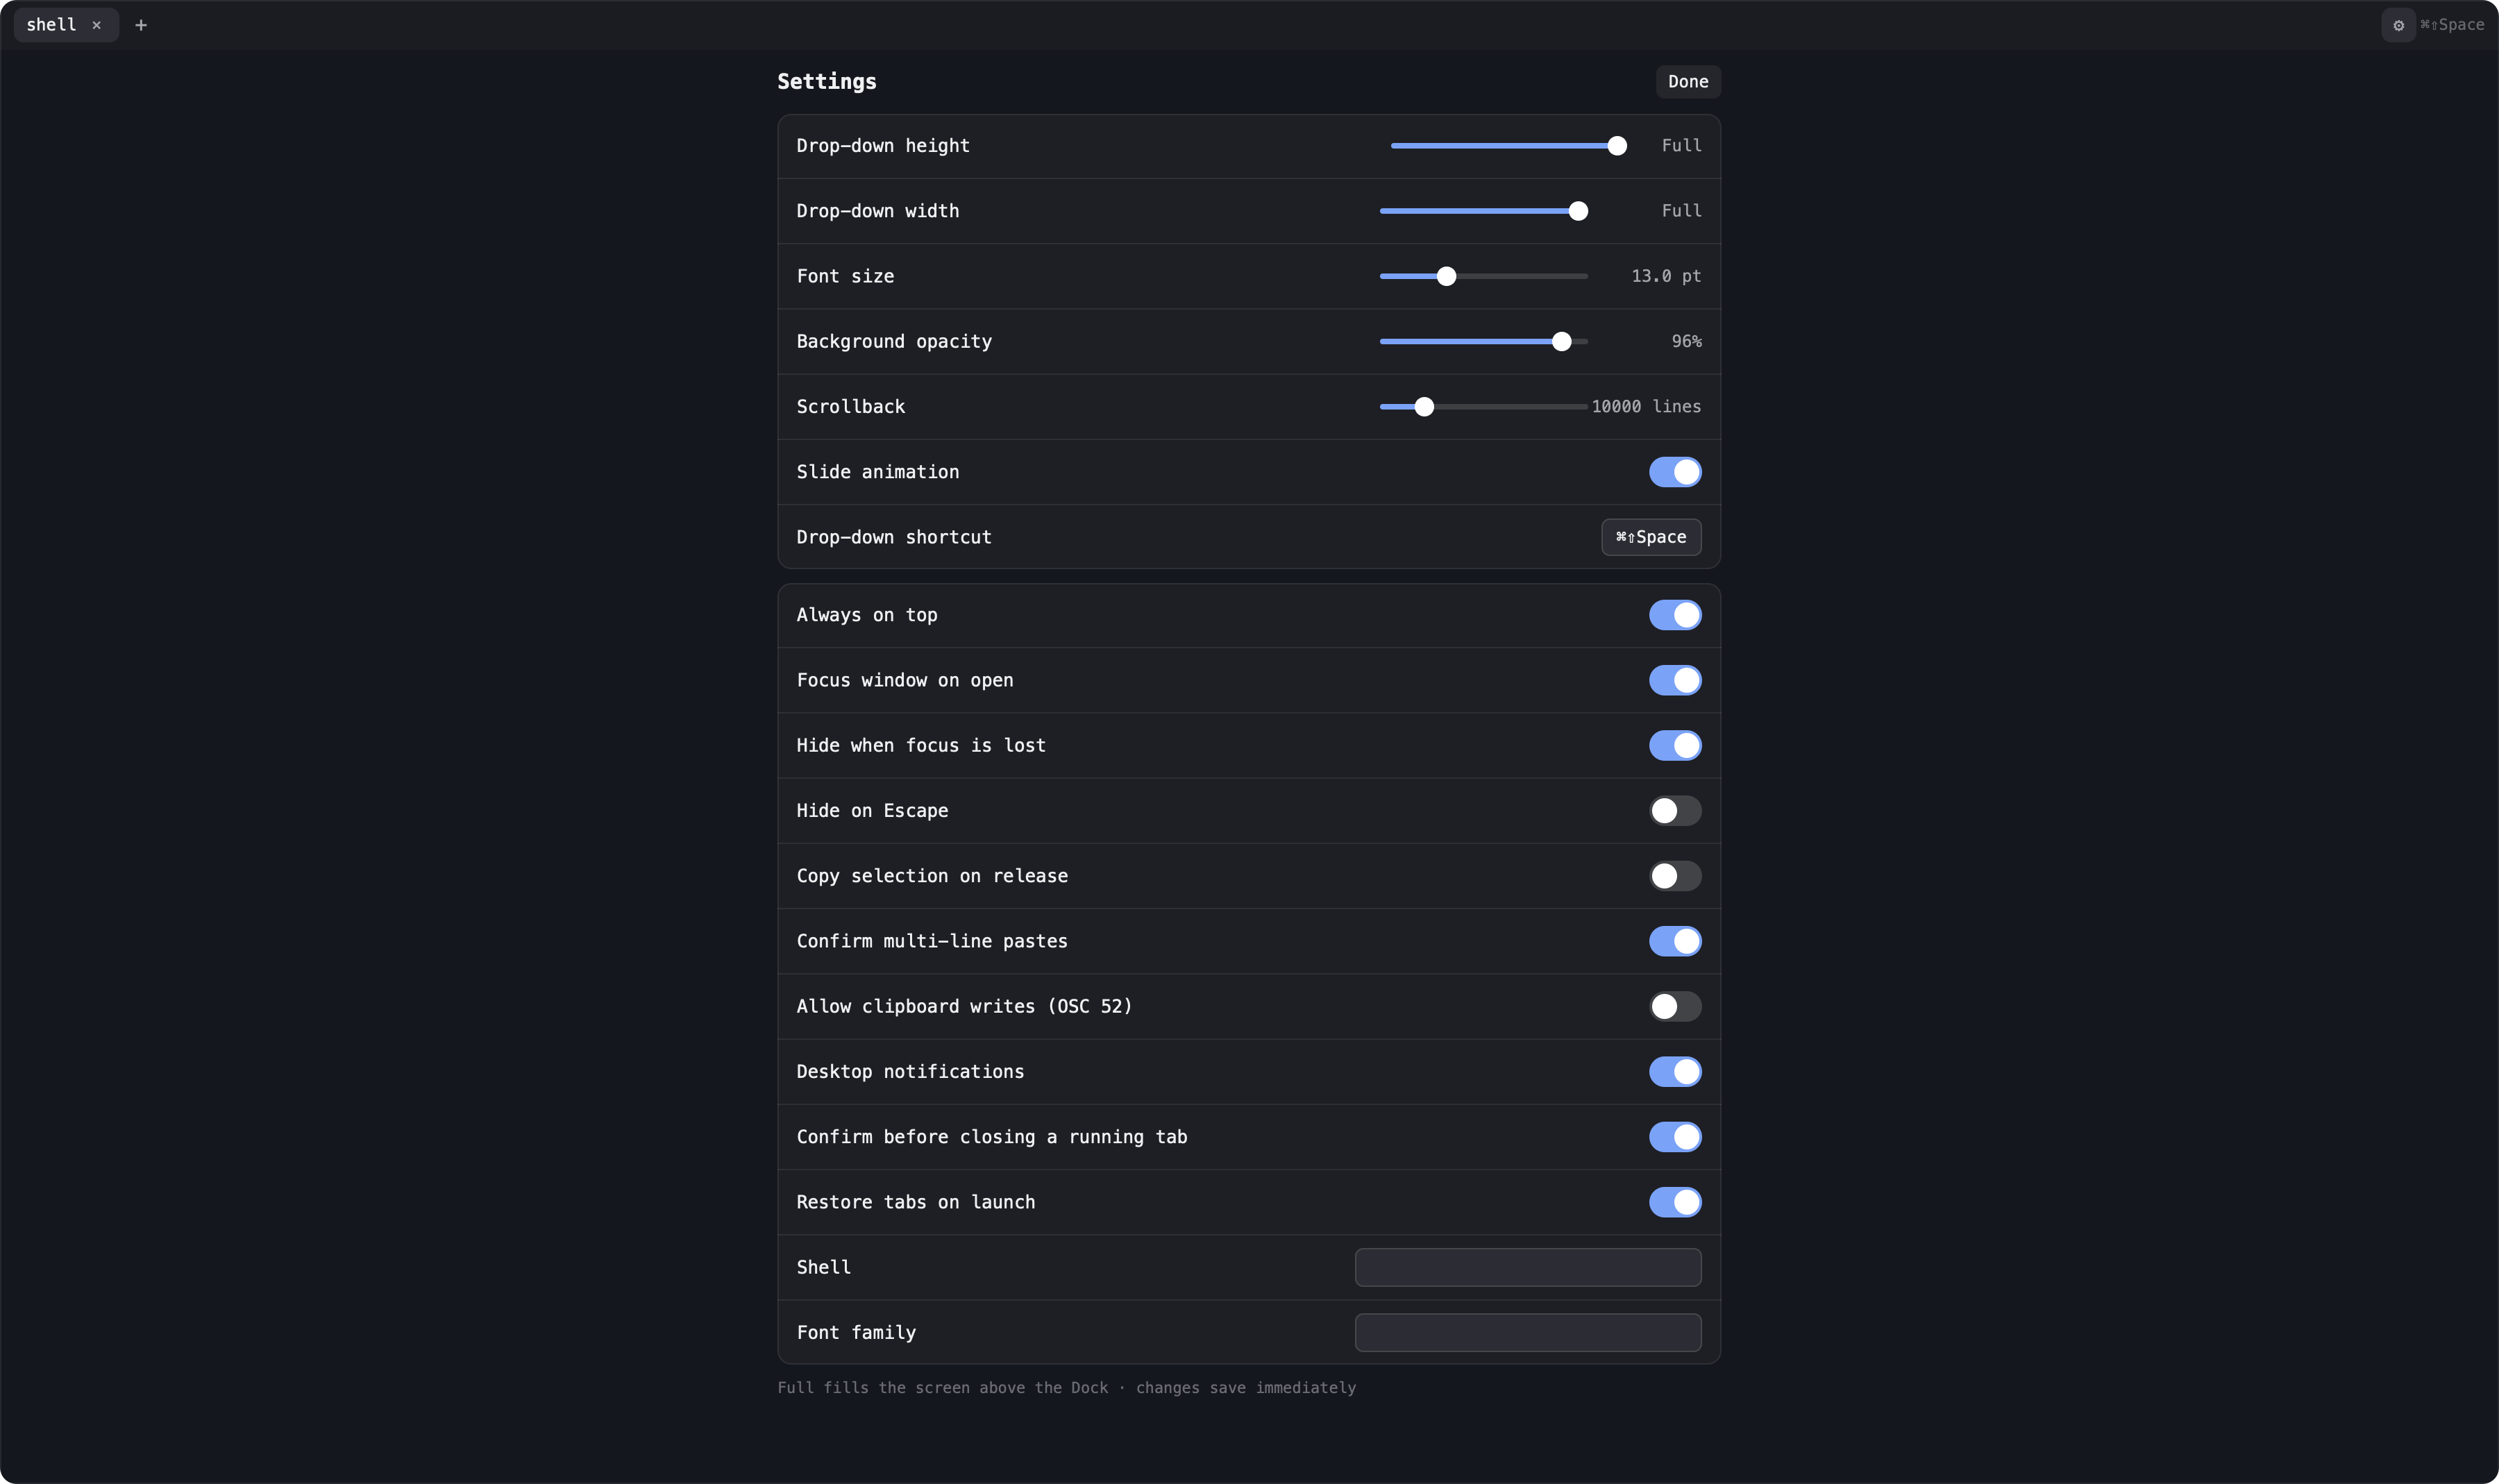 shell × +
⚙ ⌘⇧Space
Settings
Done
Drop-down height
Full
Drop-down width
Full
Font size
13.0 pt
Background opacity
96%
Scrollback
10000 lines
Slide animation
Drop-down shortcut
⌘⇧Space
Always on top
Focus window on open
Hide when focus is lost
Hide on Escape
Copy selection on release
Confirm multi-line pastes
Allow clipboard writes (OSC 52)
Desktop notifications
Confirm before closing a running tab
Restore tabs on launch
Shell
Font family
Full fills the screen above the Dock · changes save immediately